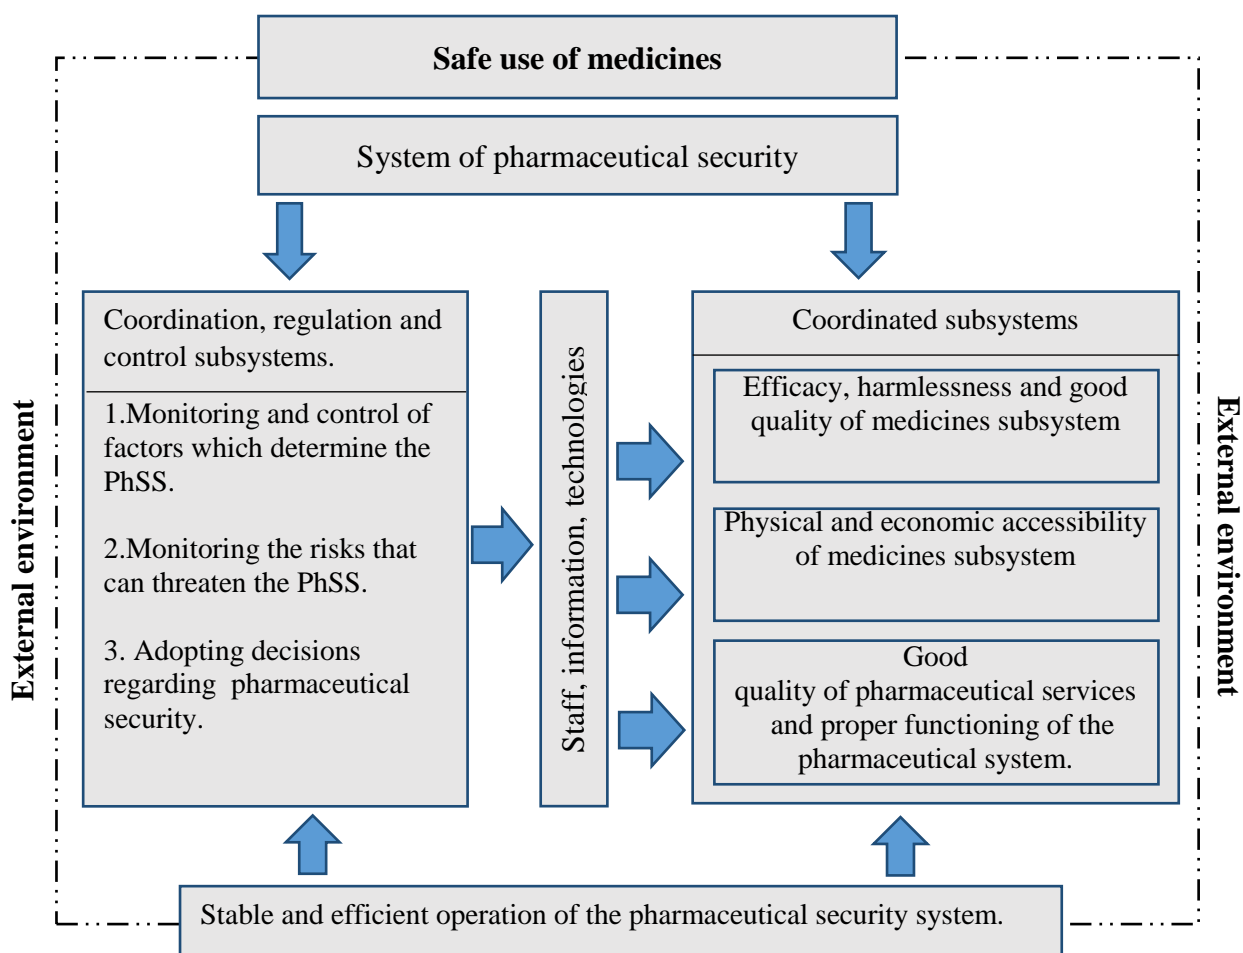 Safe use of medicines
System of pharmaceutical security
External environment
Coordination, regulation and
control subsystems.
1.Monitoring and control of
factors which determine the
PhSS.
2.Monitoring the risks that
can threaten the PhSS.
3. Adopting decisions
regarding  pharmaceutical
security.
Staff, information, technologies
Coordinated subsystems
Efficacy, harmlessness and good
quality of medicines subsystem
Physical and economic accessibility
of medicines subsystem
Good
quality of pharmaceutical services
and proper functioning of the
pharmaceutical system.
External environment
Stable and efficient operation of the pharmaceutical security system.